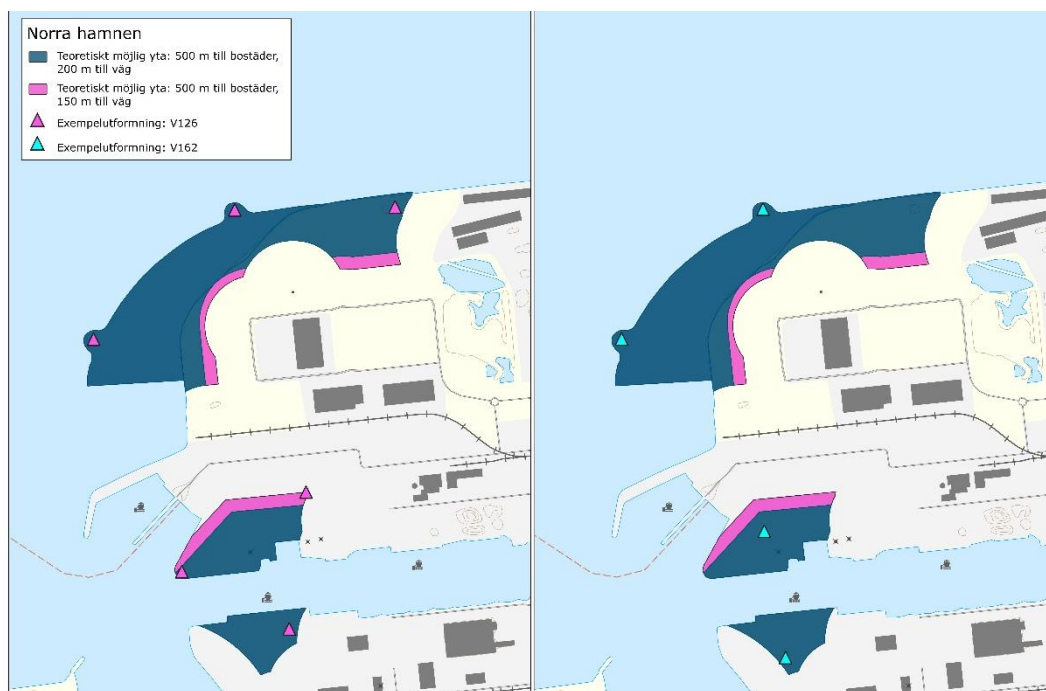 Norra hamnen
Teoretiskt möjlig yta: 500 m till bostäder,
200 m till väg
Teoretiskt möjlig yta: 500 m till bostäder,
150 m till väg
Exempelutformning: V126
Exempelutformning: V162